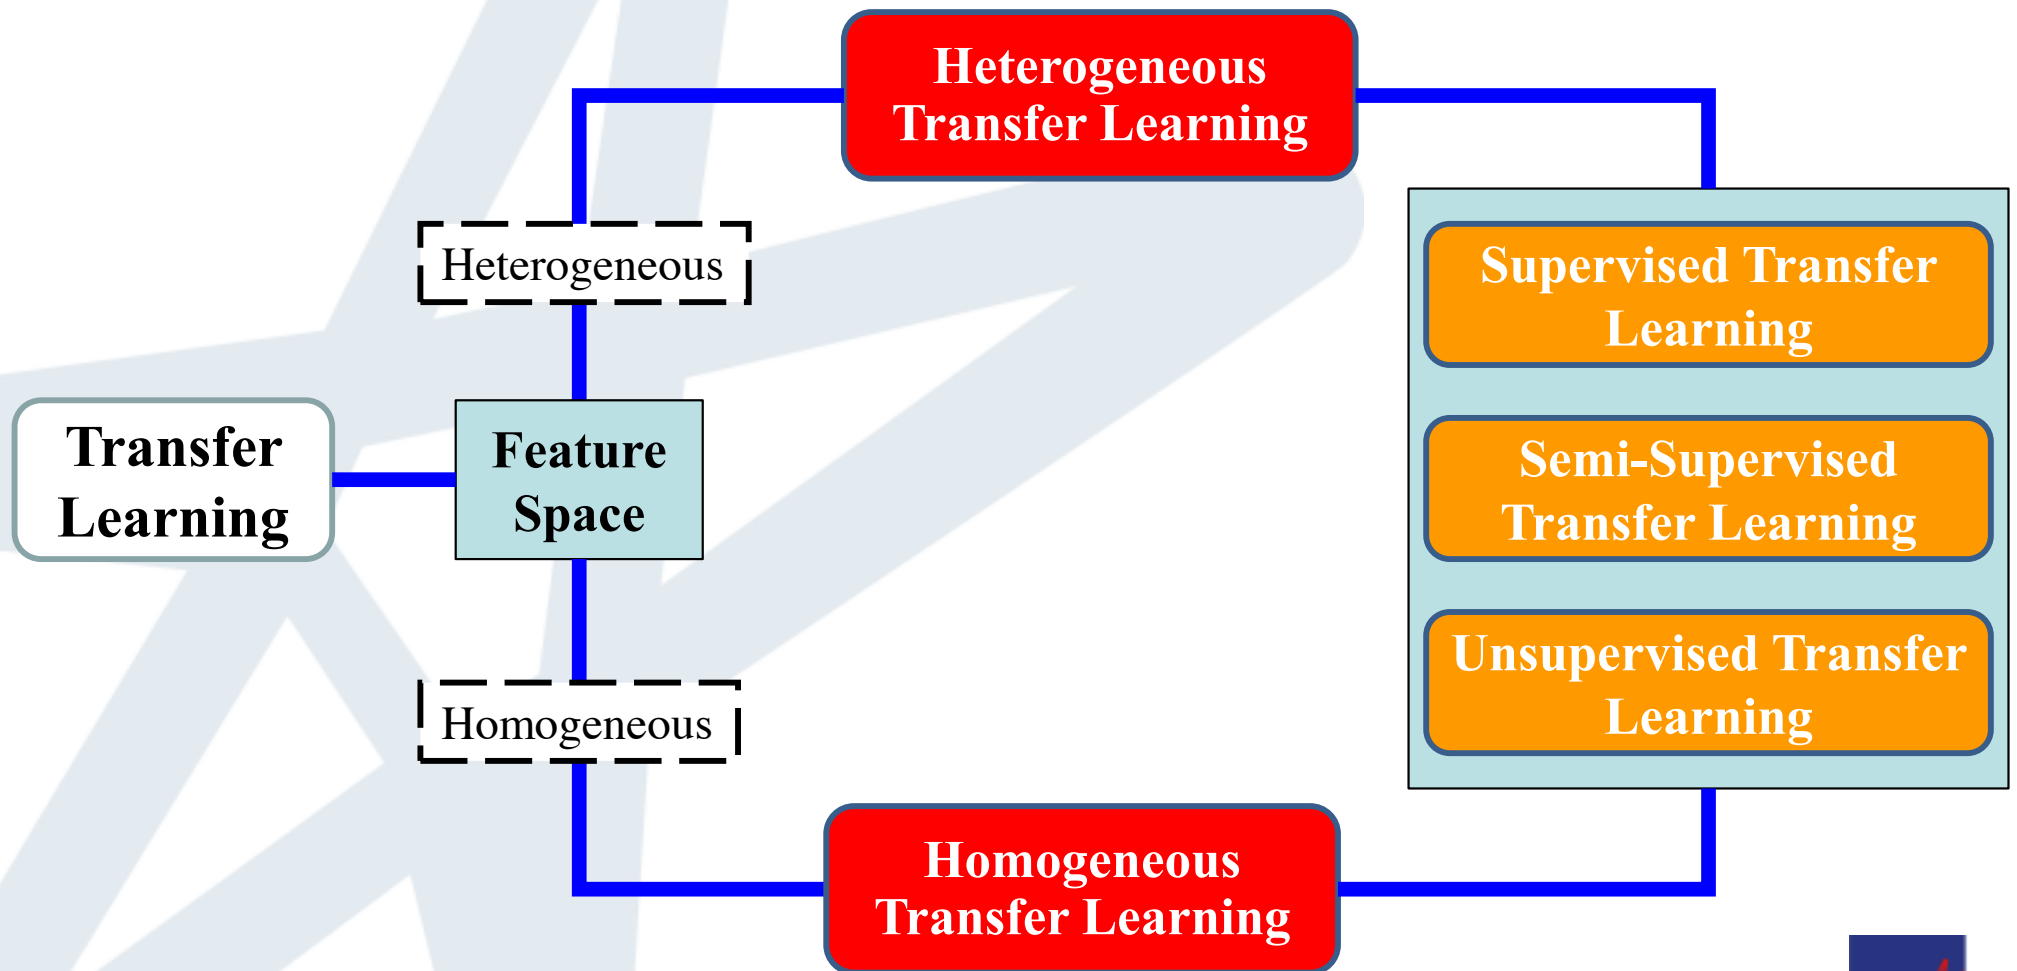 Heterogeneous
Transfer Learning
Heterogeneous
Supervised Transfer
Learning
Transfer
Learning
Feature
Space
Semi-Supervised
Transfer Learning
Homogeneous
Unsupervised Transfer
Learning
Homogeneous
Transfer Learning